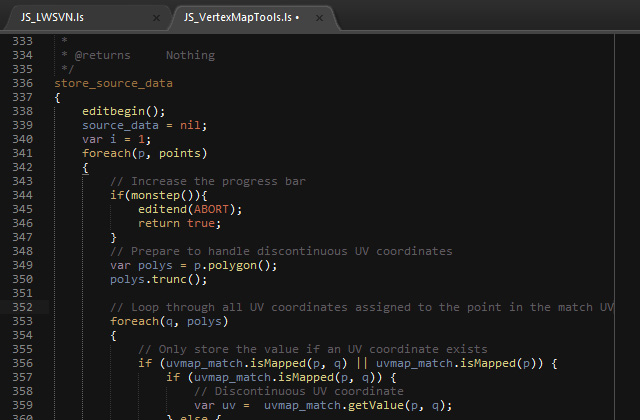 JS_LWSVN.ls × JS_VertexMapTools.ls • ×
333 *
334 * @returns Nothing
335 */
336 store_source_data
337 {
338 editbegin();
339 source_data = nil;
340 var i = 1;
341 foreach(p, points)
342 {
343 // Increase the progress bar
344 if(monstep()){
345 editend(ABORT);
346 return true;
347 }
348 // Prepare to handle discontinuous UV coordinates
349 var polys = p.polygon();
350 polys.trunc();
351
352 // Loop through all UV coordinates assigned to the point in the match UV
353 foreach(q, polys)
354 {
355 // Only store the value if an UV coordinate exists
356 if (uvmap_match.isMapped(p, q) || uvmap_match.isMapped(p)) {
357 if (uvmap_match.isMapped(p, q)) {
358 // Discontinuous UV coordinate
359 var uv = uvmap_match.getValue(p, q);
360 } else {